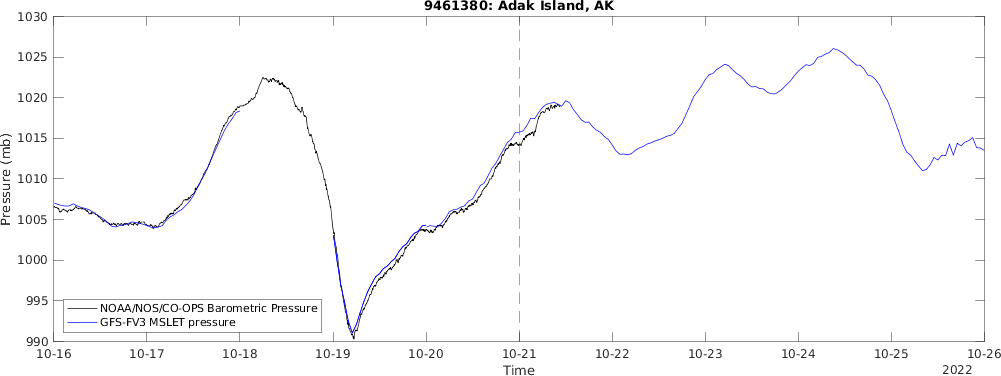 9461380: Adak Island, AK
1030
1025
1020
1015
1010
1005
1000
995
990
Pressure (mb)
NOAA/NOS/CO-OPS Barometric Pressure
GFS-FV3 MSLET pressure
10-16 10-17 10-18 10-19 10-20 10-21 10-22 10-23 10-24 10-25 10-26
Time
2022